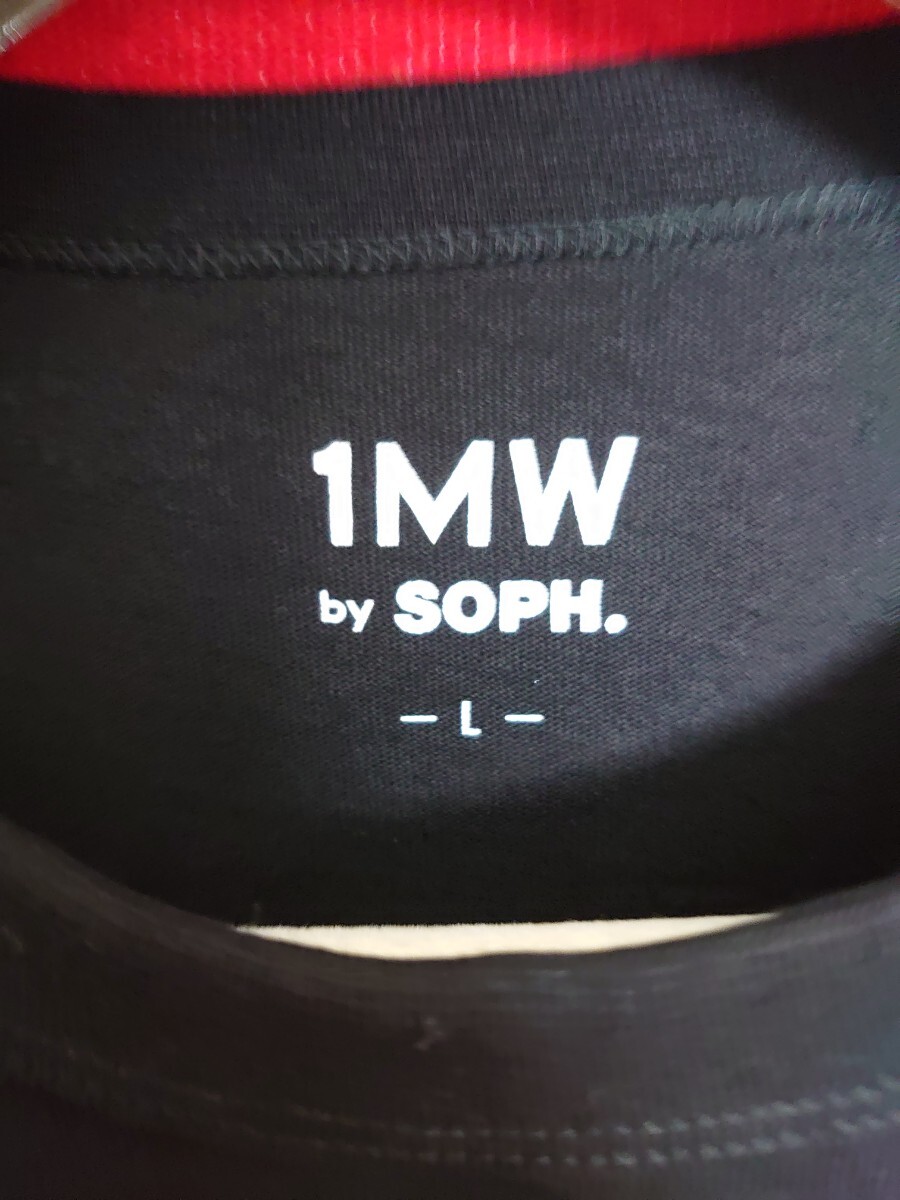 1MW
by SOPH.
— L —